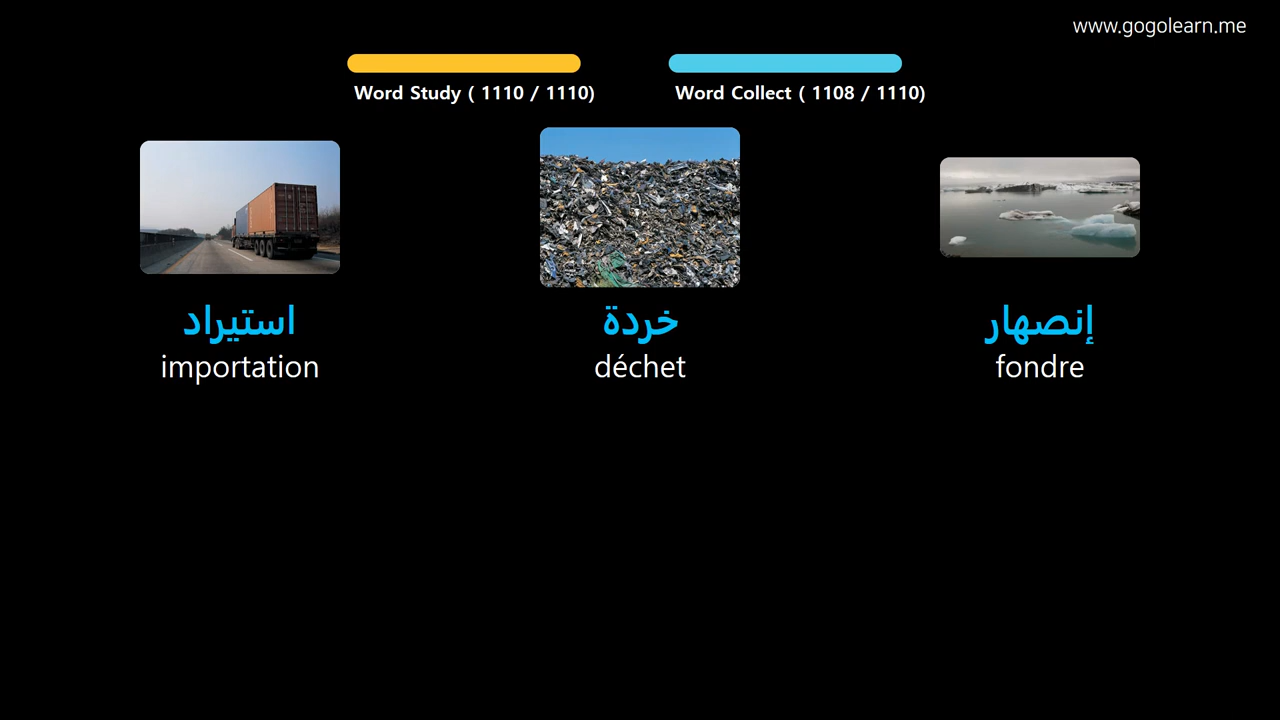 www.gogolearn.me
Word Study ( 1110 / 1110)
Word Collect ( 1108 / 1110)
استيراد
importation
خردة
déchet
إنصهار
fondre